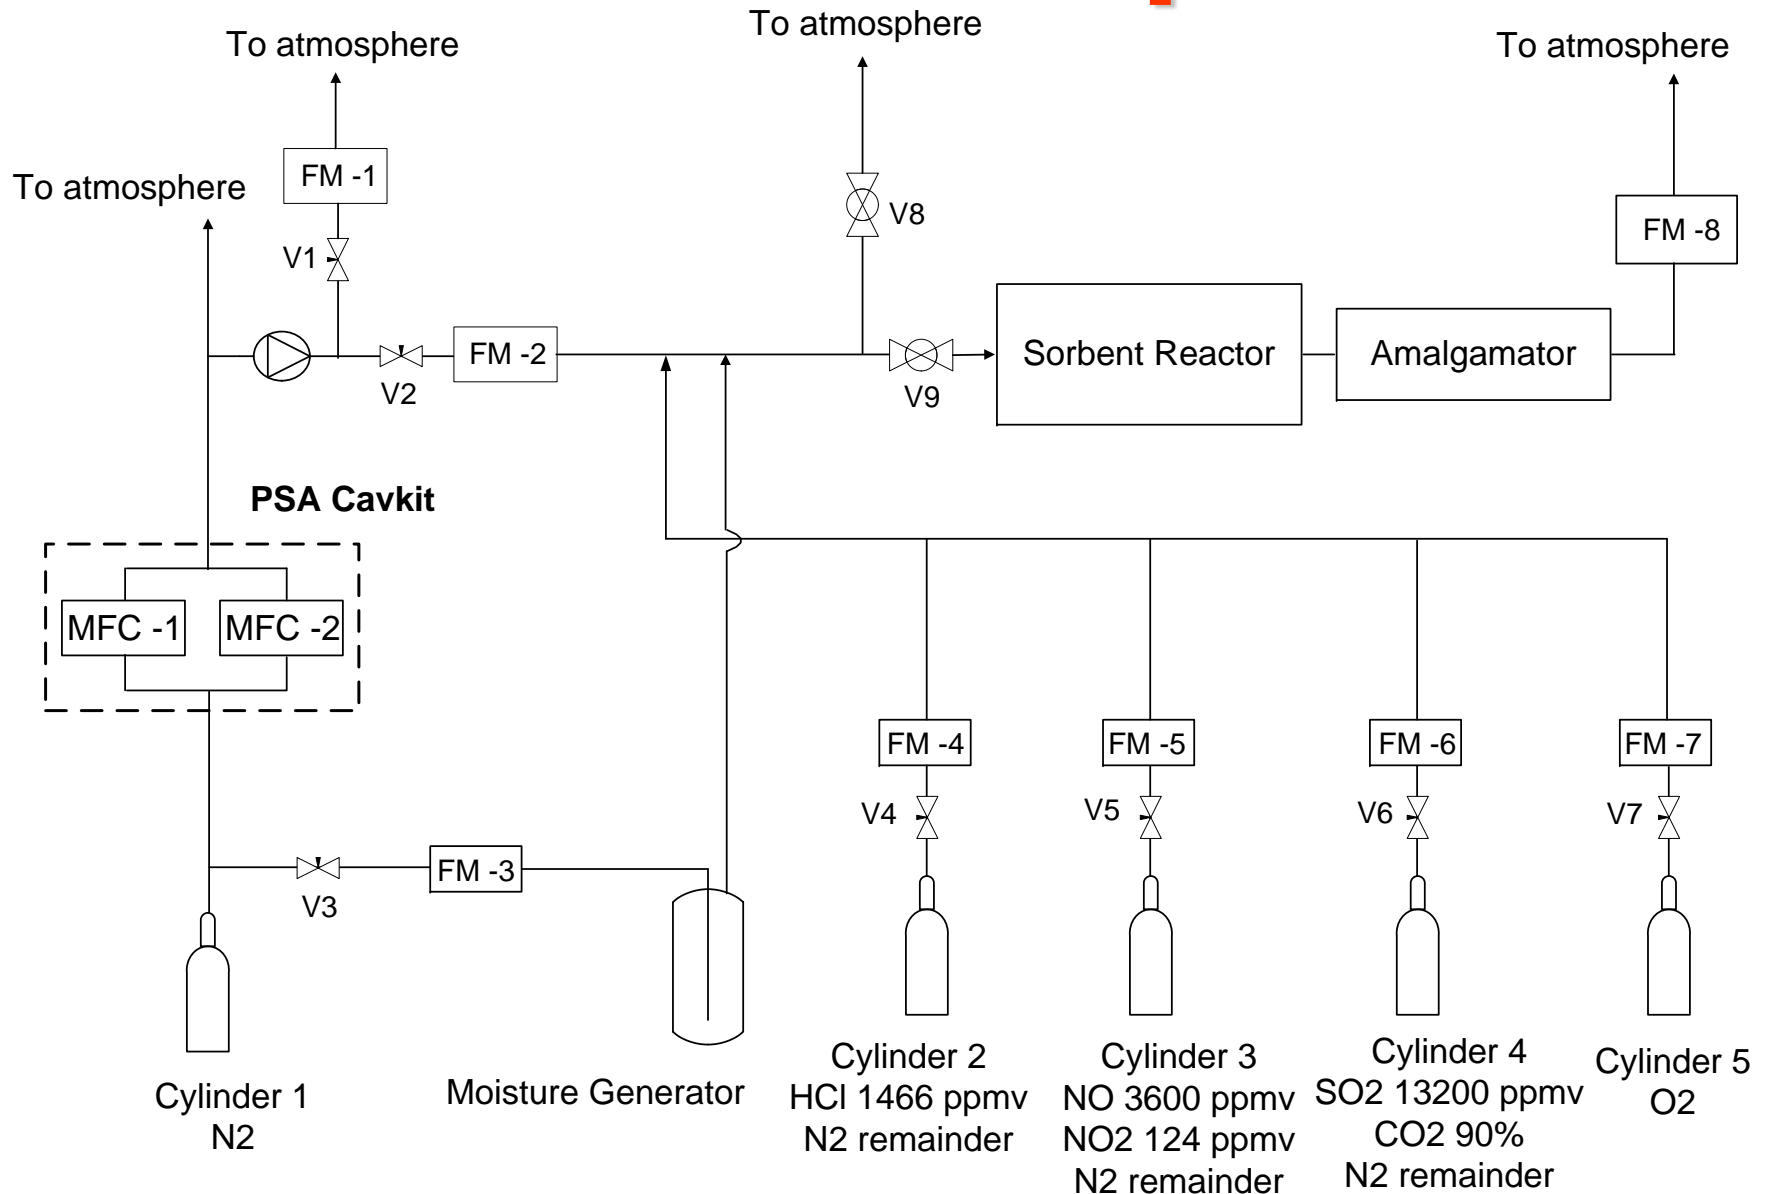 To atmosphere
To atmosphere
To atmosphere
To atmosphere
FM -1
V1
V8
FM -8
FM -2
V2
V9
Sorbent Reactor
Amalgamator
PSA Cavkit
MFC -1
MFC -2
FM -4
FM -5
FM -6
FM -7
V4
V5
V6
V7
FM -3
V3
Cylinder 1
N2
Moisture Generator
Cylinder 2
HCl 1466 ppmv
N2 remainder
Cylinder 3
NO 3600 ppmv
NO2 124 ppmv
N2 remainder
Cylinder 4
SO2 13200 ppmv
CO2 90%
N2 remainder
Cylinder 5
O2